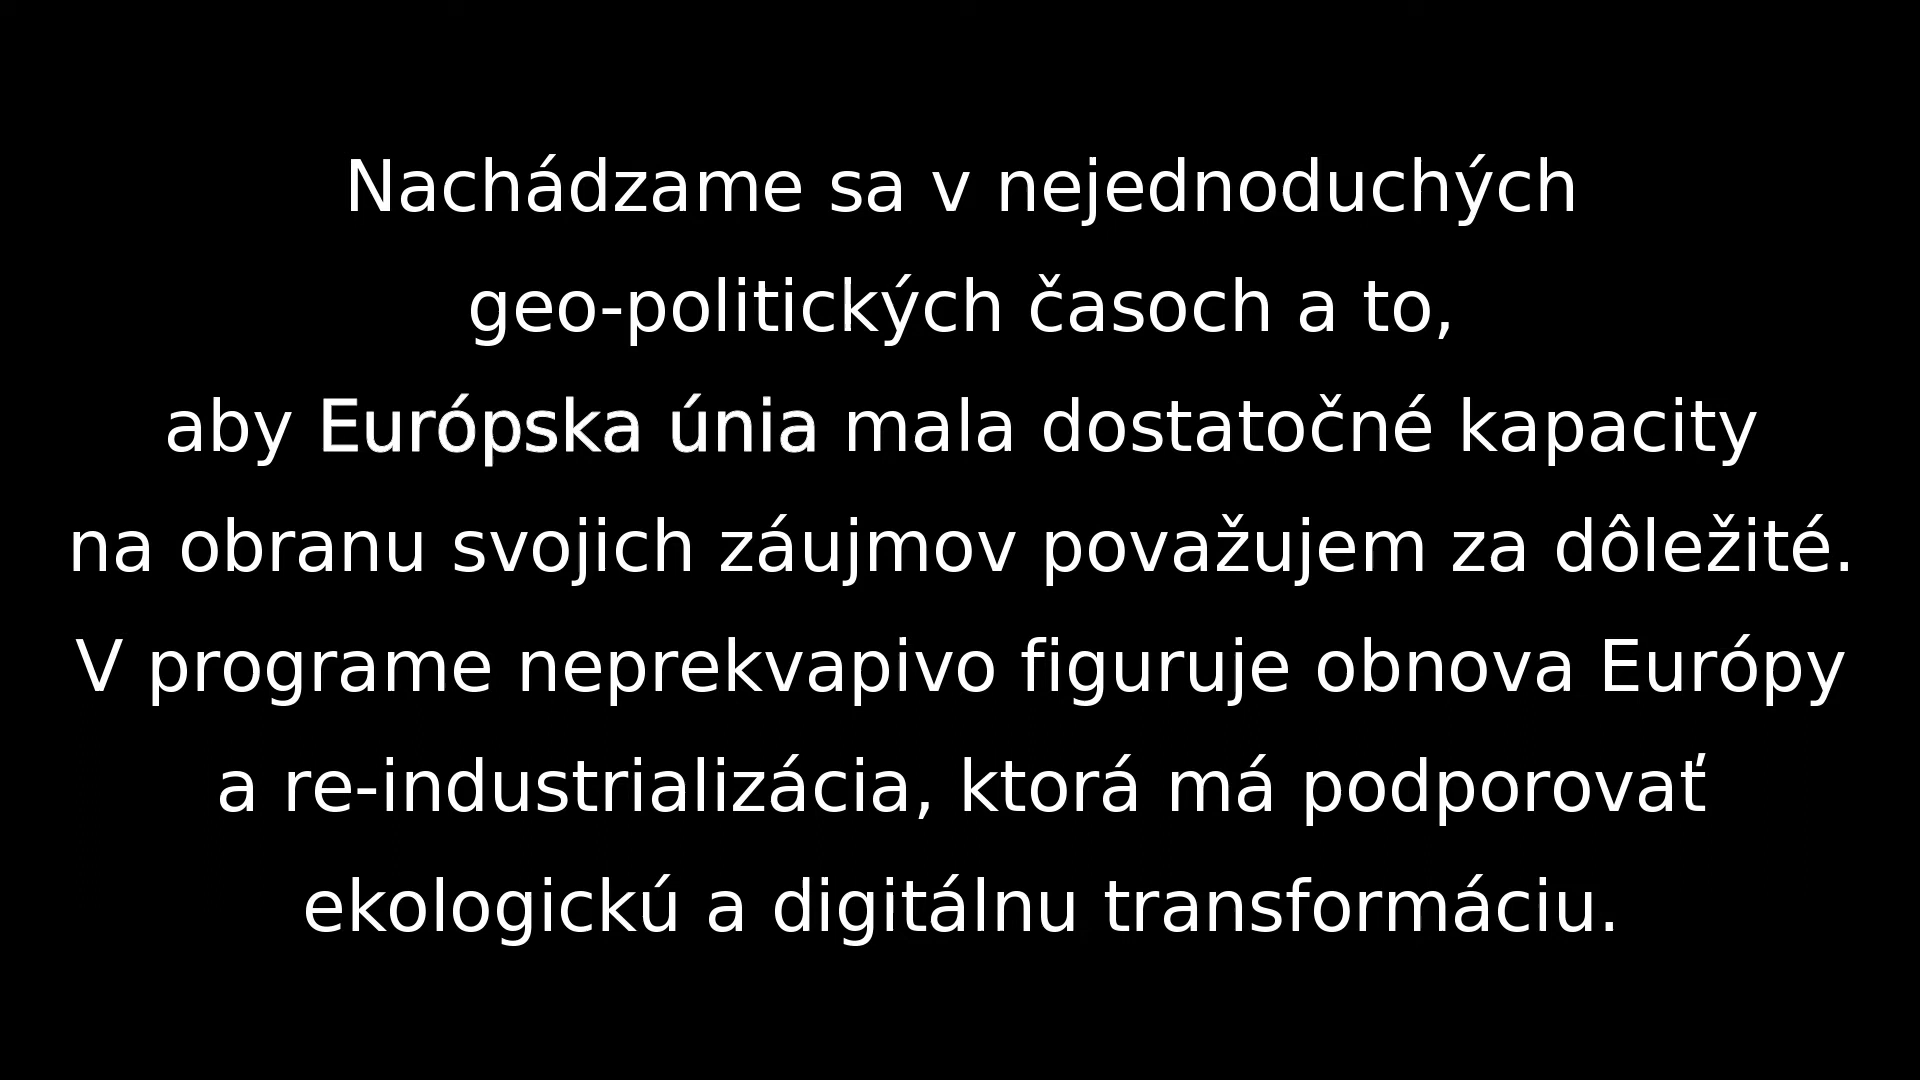 Nachádzame sa v nejednoduchých
geo-politických časoch a to,
aby Európska únia mala dostatočné kapacity
na obranu svojich záujmov považujem za dôležité.
V programe neprekvapivo figuruje obnova Európy
a re-industrializácia, ktorá má podporovať
ekologickú a digitálnu transformáciu.